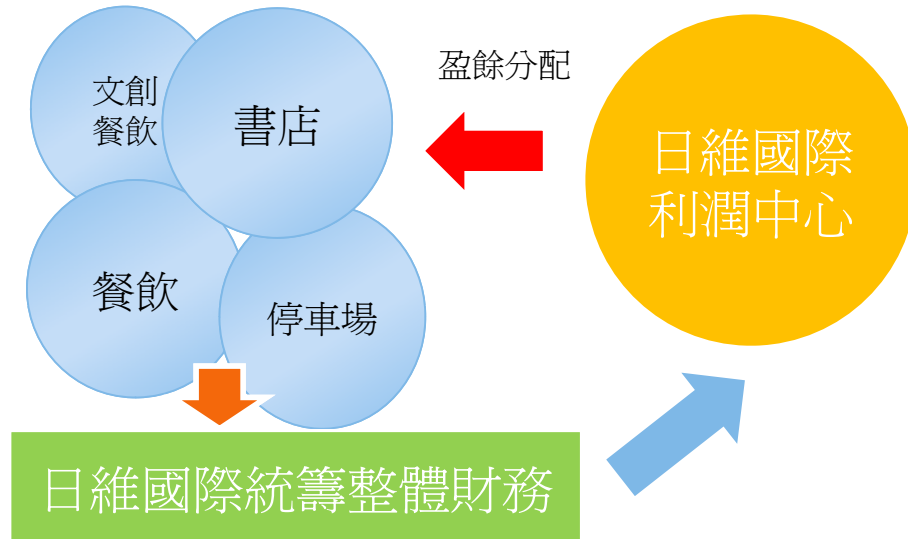 文創
餐飲
書店
盈餘分配
日維國際
利潤中心
餐飲
停車場
日維國際統籌整體財務